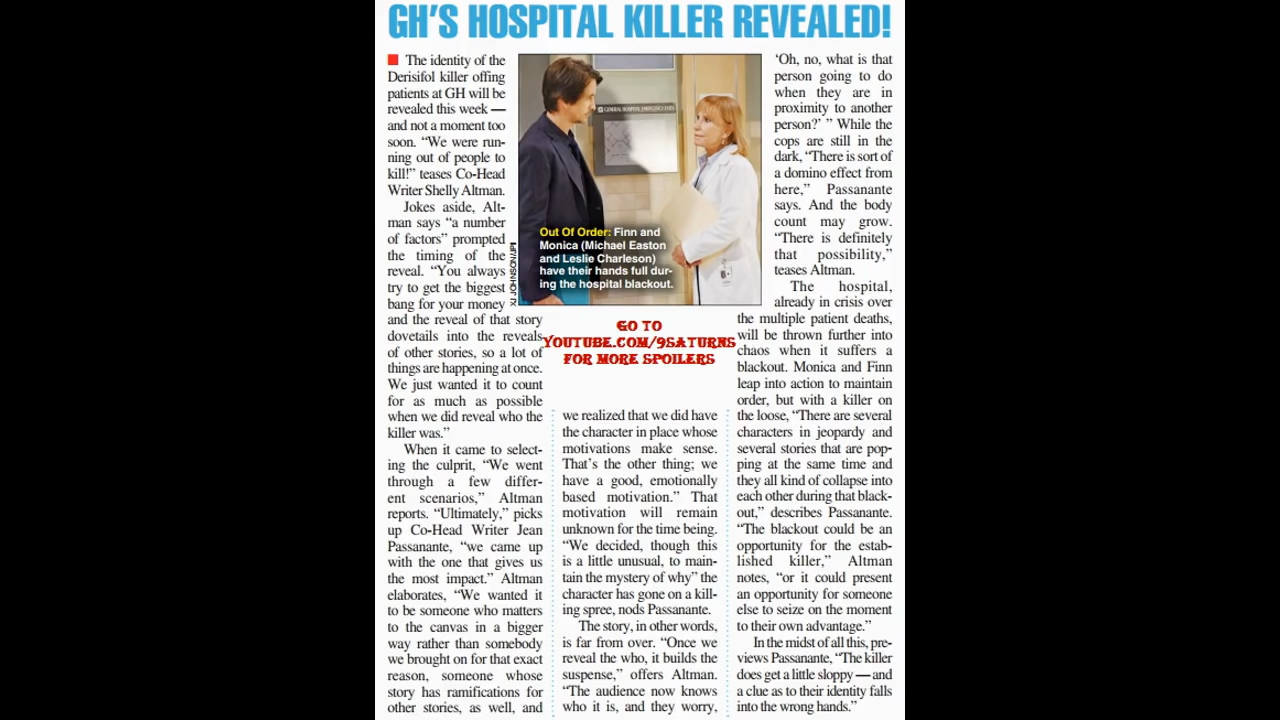 GH'S HOSPITAL KILLER REVEALED!
The identity of the
Derisifol killer offing
patients at GH will be
revealed this week —
and not a moment too
soon. “We were run-
ning out of people to
kill!” teases Co-Head
Writer Shelly Altman.
Jokes aside, Alt-
man says “a number
of factors” prompted
the timing of the
reveal. “You always
try to get the biggest
bang for your money
and the reveal of that story
dovetails into the reveals
of other stories, so a lot of
things are happening at once.
We just wanted it to count
for as much as possible
when we did reveal who the
killer was.”
When it came to select-
ing the culprit, “We went
through a few differ-
ent scenarios,” Altman
reports. “Ultimately,” picks
up Co-Head Writer Jean
Passanante, “we came up
with the one that gives us
the most impact.” Altman
elaborates, “We wanted it
to be someone who matters
to the canvas in a bigger
way rather than somebody
we brought on for that exact
reason, someone whose
story has ramifications for
other stories, as well, and
GENERAL HOSPITAL EMERGENCY EXITS
Out Of Order: Finn and
Monica (Michael Easton
and Leslie Charleson)
have their hands full dur-
ing the hospital blackout.
XJ JOHNSON/JPI
GO TO
YOUTUBE.COM/9SATURNS
FOR MORE SPOILERS
we realized that we did have
the character in place whose
motivations make sense.
That’s the other thing; we
have a good, emotionally
based motivation.” That
motivation will remain
unknown for the time being.
“We decided, though this
is a little unusual, to main-
tain the mystery of why” the
character has gone on a kill-
ing spree, nods Passanante.
The story, in other words,
is far from over. “Once we
reveal the who, it builds the
suspense,” offers Altman.
“The audience now knows
who it is, and they worry,
‘Oh, no, what is that
person going to do
when they are in
proximity to another
person?’ ” While the
cops are still in the
dark, “There is sort of
a domino effect from
here,” Passanante
says. And the body
count may grow.
“There is definitely
that possibility,”
teases Altman.
The hospital,
already in crisis over
the multiple patient deaths,
will be thrown further into
chaos when it suffers a
blackout. Monica and Finn
leap into action to maintain
order, but with a killer on
the loose, “There are several
characters in jeopardy and
several stories that are pop-
ping at the same time and
they all kind of collapse into
each other during that black-
out,” describes Passanante.
“The blackout could be an
opportunity for the estab-
lished killer,” Altman
notes, “or it could present
an opportunity for someone
else to seize on the moment
to their own advantage.”
In the midst of all this, pre-
views Passanante, “The killer
does get a little sloppy — and
a clue as to their identity falls
into the wrong hands.”